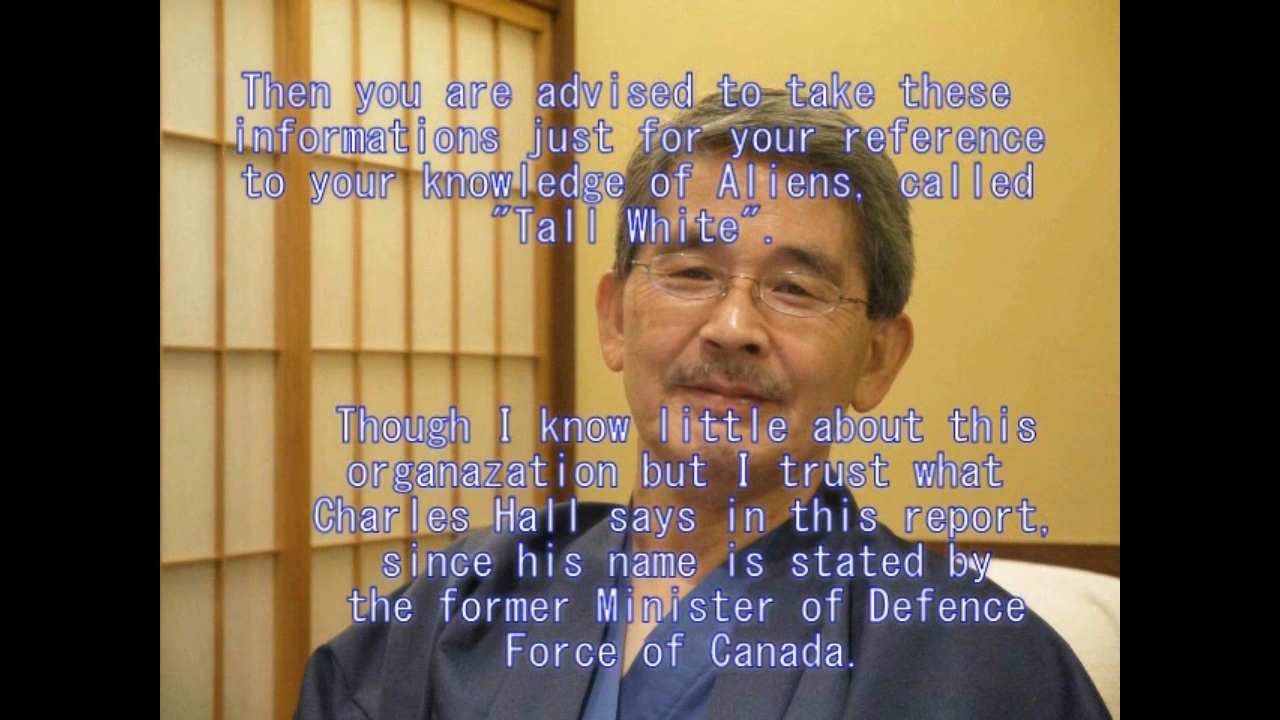 Then you are advised to take these
informations just for your reference
to your knowledge of Aliens, called
"Tall White".
Though I know little about this
organazation but I trust what
Charles Hall says in this report,
since his name is stated by
the former Minister of Defence
Force of Canada.